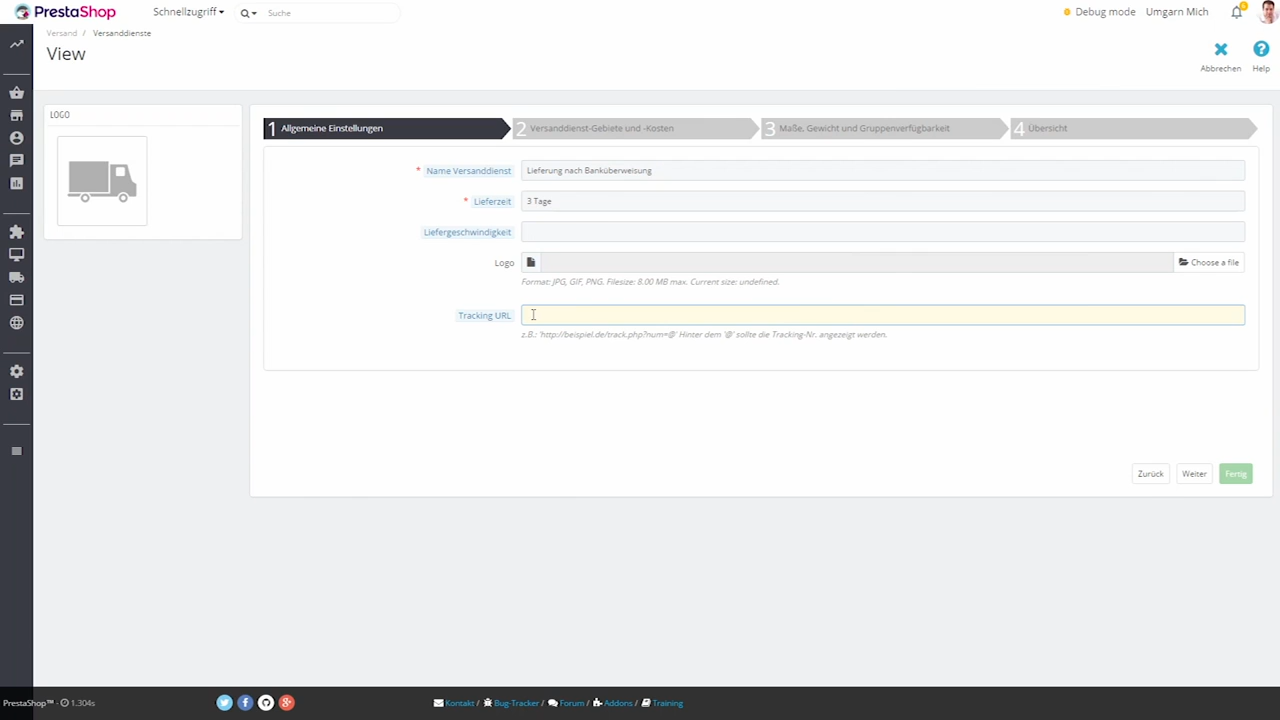 PrestaShop
Schnellzugriff
Suche
Debug mode
Umgarn Mich
6
Versand / Versanddienste
View
Abbrechen
Help
LOGO
1 Allgemeine Einstellungen
2 Versanddienst-Gebiete und -Kosten
3 Maße, Gewicht und Gruppenverfügbarkeit
4 Übersicht
* Name Versanddienst
Lieferung nach Banküberweisung
* Lieferzeit
3 Tage
Liefergeschwindigkeit
Logo
Choose a file
Format: JPG, GIF, PNG. Filesize: 8.00 MB max. Current size: undefined.
Tracking URL
z.B.: 'http://beispiel.de/track.php?num=@' Hinter dem '@' sollte die Tracking-Nr. angezeigt werden.
Zurück
Weiter
Fertig
PrestaShop™ - 1.304s
Kontakt / Bug-Tracker / Forum / Addons / Training